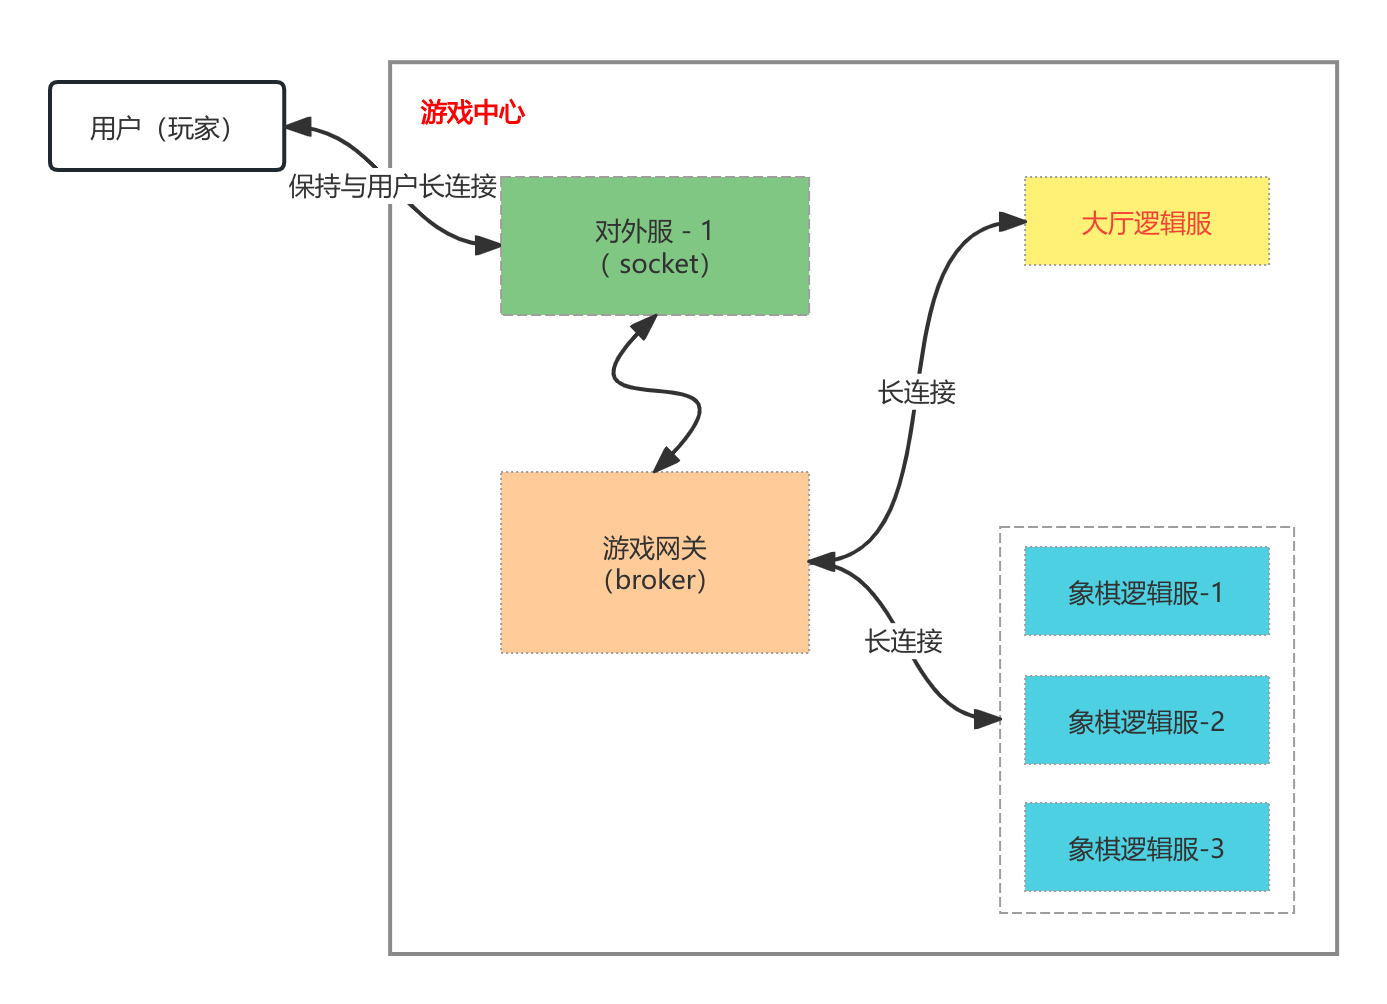 用户（玩家）
游戏中心
保持与用户长连接
对外服 - 1
（ socket）
大厅逻辑服
长连接
游戏网关
（broker）
长连接
象棋逻辑服-1
象棋逻辑服-2
象棋逻辑服-3